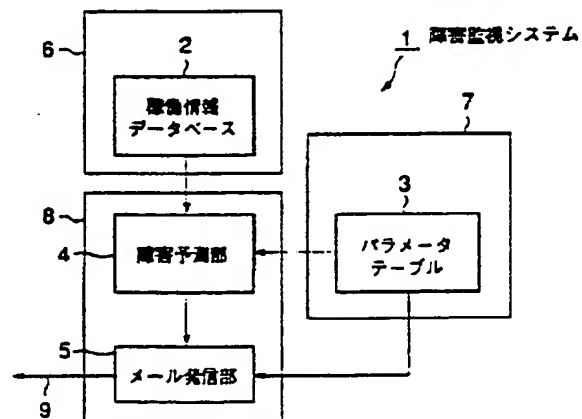 1 障害監視システム
6
2
稼働情報
データベース
7
8
3
4
障害予測部
パラメータ
テーブル
5
メール発信部
9